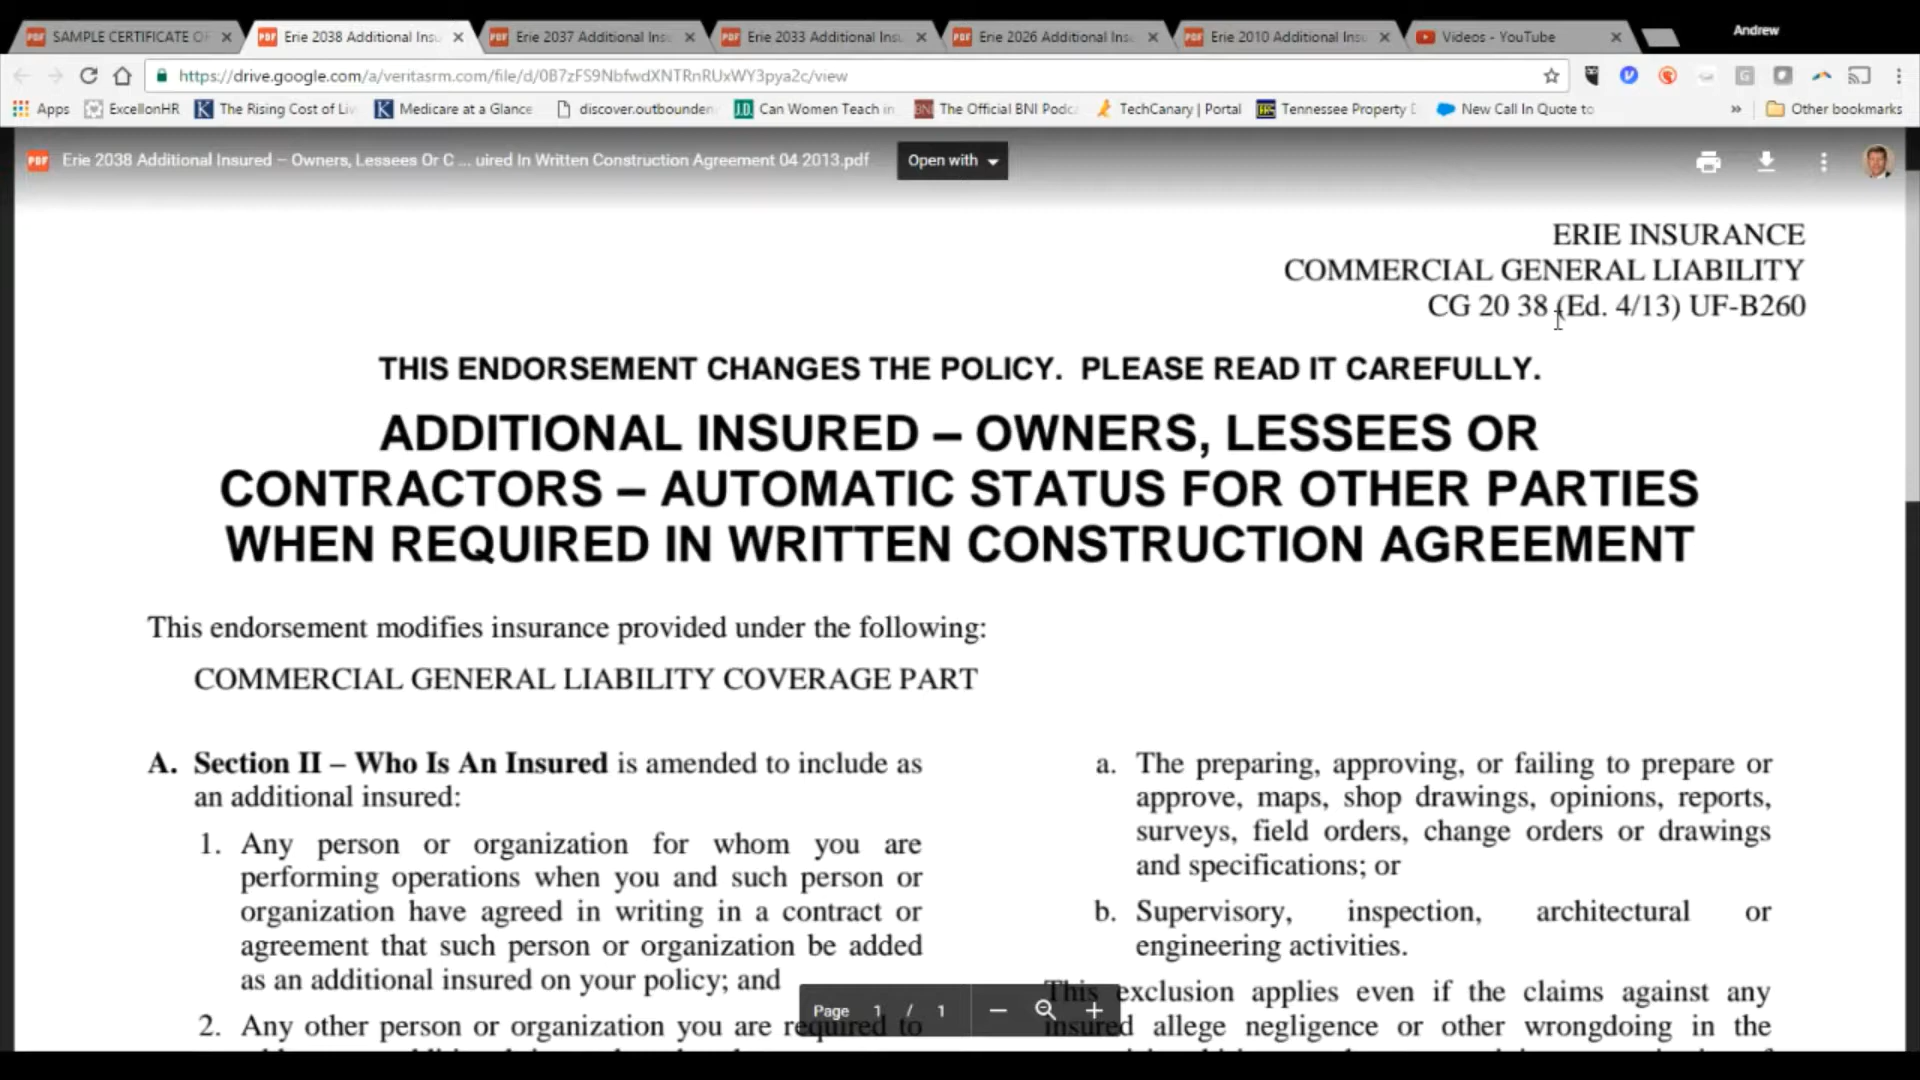 SAMPLE CERTIFICATE OF
Erie 2038 Additional Insu
Erie 2037 Additional Ins
Erie 2033 Additional Ins
Erie 2026 Additional Ins
Erie 2010 Additional Insu
Videos - YouTube
Andrew
https://drive.google.com/a/veritasrm.com/file/d/0B7zFS9NbfwdXNTRnRUxWY3pya2c/view
Apps
ExcellonHR
The Rising Cost of Liv
Medicare at a Glance
discover.outbounden
Can Women Teach in
The Official BNI Podc
TechCanary | Portal
Tennessee Property
New Call In Quote to
»
Other bookmarks
PDF
Erie 2038 Additional Insured – Owners, Lessees Or C ... uired In Written Construction Agreement 04 2013.pdf
Open with
ERIE INSURANCE
COMMERCIAL GENERAL LIABILITY
CG 20 38 (Ed. 4/13) UF-B260
THIS ENDORSEMENT CHANGES THE POLICY. PLEASE READ IT CAREFULLY.
ADDITIONAL INSURED – OWNERS, LESSEES OR
CONTRACTORS – AUTOMATIC STATUS FOR OTHER PARTIES
WHEN REQUIRED IN WRITTEN CONSTRUCTION AGREEMENT
This endorsement modifies insurance provided under the following:
COMMERCIAL GENERAL LIABILITY COVERAGE PART
A. Section II – Who Is An Insured is amended to include as
an additional insured:
1. Any person or organization for whom you are
performing operations when you and such person or
organization have agreed in writing in a contract or
agreement that such person or organization be added
as an additional insured on your policy; and
2. Any other person or organization you are required to
a. The preparing, approving, or failing to prepare or
approve, maps, shop drawings, opinions, reports,
surveys, field orders, change orders or drawings
and specifications; or
b. Supervisory, inspection, architectural or
engineering activities.
This exclusion applies even if the claims against any
insured allege negligence or other wrongdoing in the
Page 1 / 1